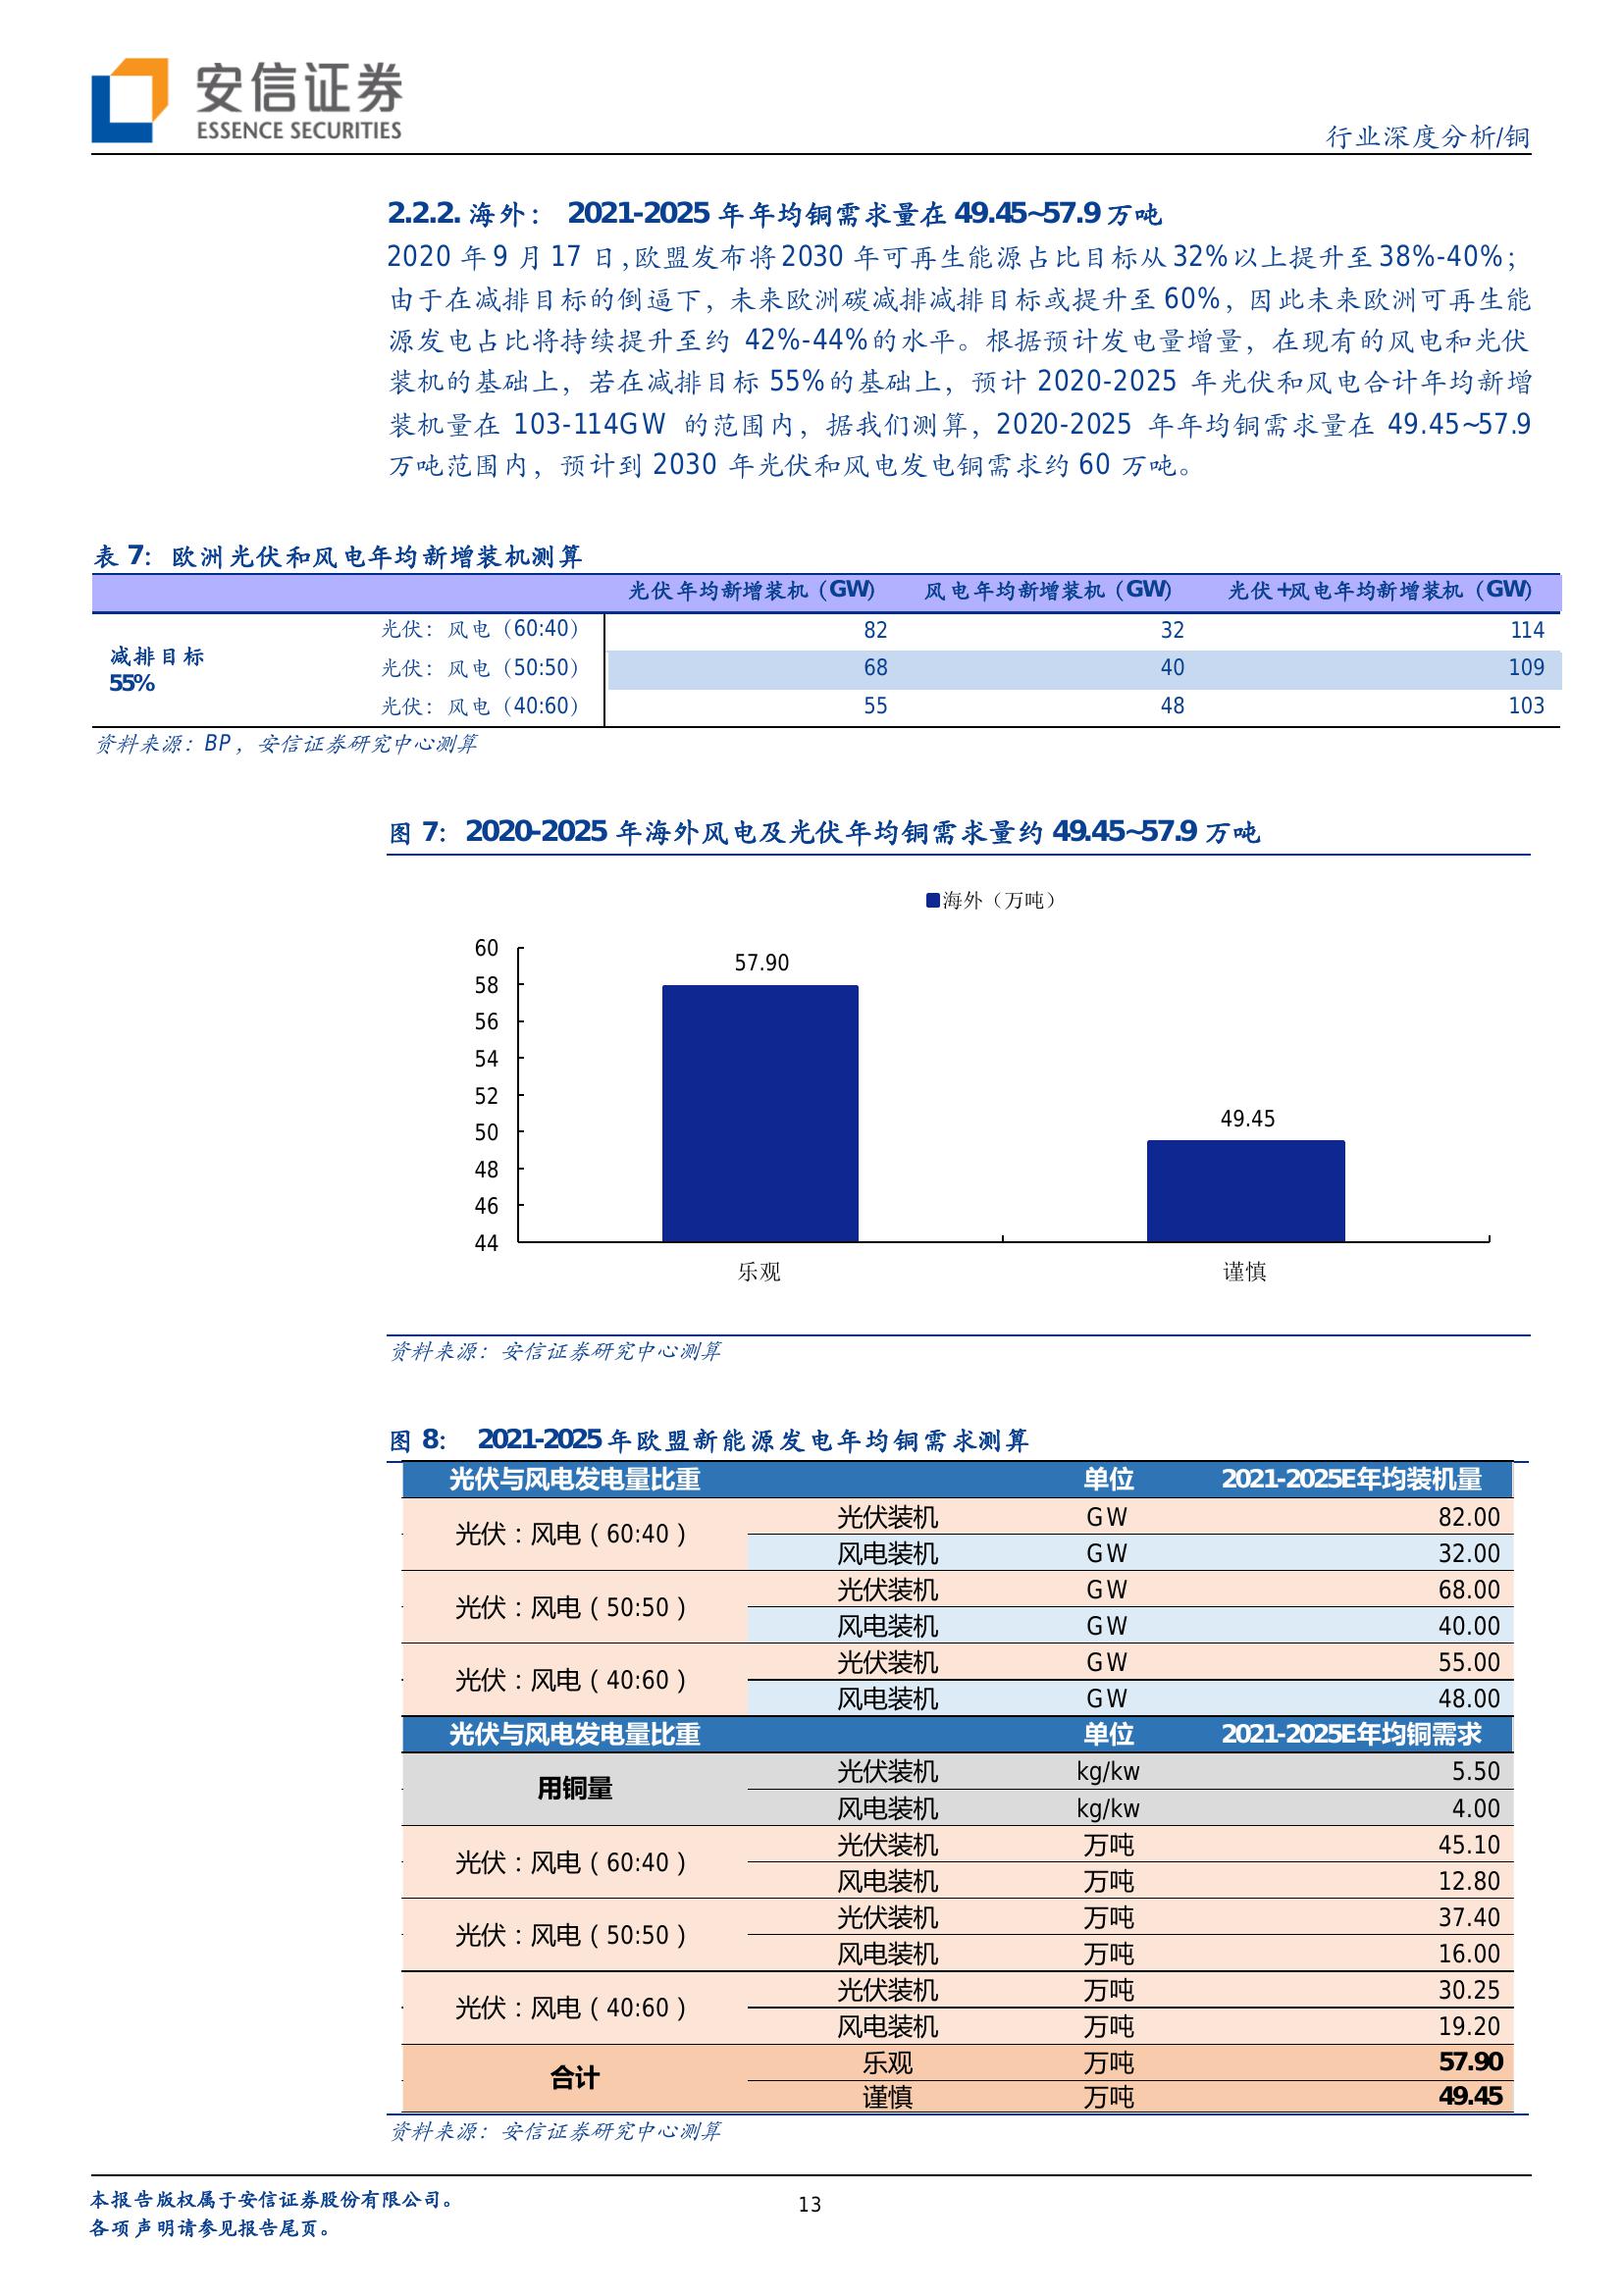 安信证券
ESSENCE SECURITIES
行业深度分析/铜
2.2.2. 海外： 2021-2025 年年均铜需求量在 49.45~57.9 万吨
2020 年 9 月 17 日，欧盟发布将 2030 年可再生能源占比目标从 32%以上提升至 38%-40%；
由于在减排目标的倒逼下，未来欧洲碳减排减排目标或提升至 60%，因此未来欧洲可再生能
源发电占比将持续提升至约 42%-44%的水平。根据预计发电量增量，在现有的风电和光伏
装机的基础上，若在减排目标 55%的基础上，预计 2020-2025 年光伏和风电合计年均新增
装机量在 103-114GW 的范围内，据我们测算，2020-2025 年年均铜需求量在 49.45~57.9
万吨范围内，预计到 2030 年光伏和风电发电铜需求约 60 万吨。
表 7：欧洲光伏和风电年均新增装机测算
光伏年均新增装机（GW） 风电年均新增装机（GW） 光伏+风电年均新增装机（GW）
减排目标
55%
光伏：风电（60:40） 82 32 114
光伏：风电（50:50） 68 40 109
光伏：风电（40:60） 55 48 103
资料来源：BP，安信证券研究中心测算
图 7：2020-2025 年海外风电及光伏年均铜需求量约 49.45~57.9 万吨
海外（万吨）
60
58
56
54
52
50
48
46
44
57.90
49.45
乐观
谨慎
资料来源：安信证券研究中心测算
图 8： 2021-2025 年欧盟新能源发电年均铜需求测算
光伏与风电发电量比重 单位 2021-2025E年均装机量
光伏：风电（60:40） 光伏装机 GW 82.00
风电装机 GW 32.00
光伏：风电（50:50） 光伏装机 GW 68.00
风电装机 GW 40.00
光伏：风电（40:60） 光伏装机 GW 55.00
风电装机 GW 48.00
光伏与风电发电量比重 单位 2021-2025E年均铜需求
用铜量 光伏装机 kg/kw 5.50
风电装机 kg/kw 4.00
光伏：风电（60:40） 光伏装机 万吨 45.10
风电装机 万吨 12.80
光伏：风电（50:50） 光伏装机 万吨 37.40
风电装机 万吨 16.00
光伏：风电（40:60） 光伏装机 万吨 30.25
风电装机 万吨 19.20
合计 乐观 万吨 57.90
谨慎 万吨 49.45
资料来源：安信证券研究中心测算
本报告版权属于安信证券股份有限公司。
各项声明请参见报告尾页。
13